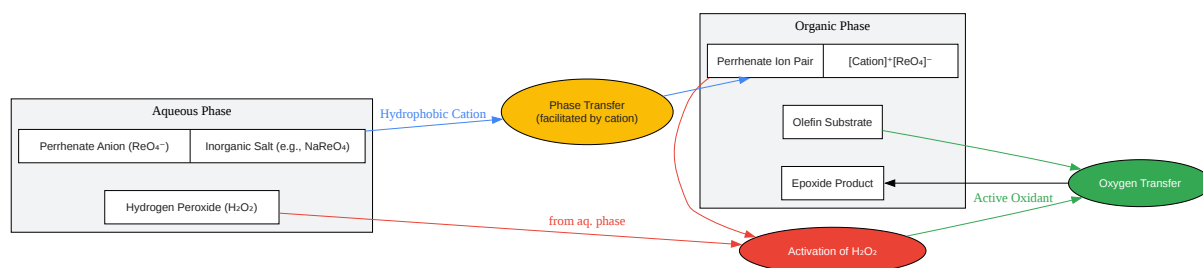 Aqueous Phase
Perrhenate Anion (ReO₄⁻)
Inorganic Salt (e.g., NaReO₄)
Hydrogen Peroxide (H₂O₂)
Hydrophobic Cation
Phase Transfer
(facilitated by cation)
Organic Phase
Perrhenate Ion Pair
[Cation]⁺[ReO₄]⁻
Olefin Substrate
Epoxide Product
from aq. phase
Activation of H₂O₂
Active Oxidant
Oxygen Transfer